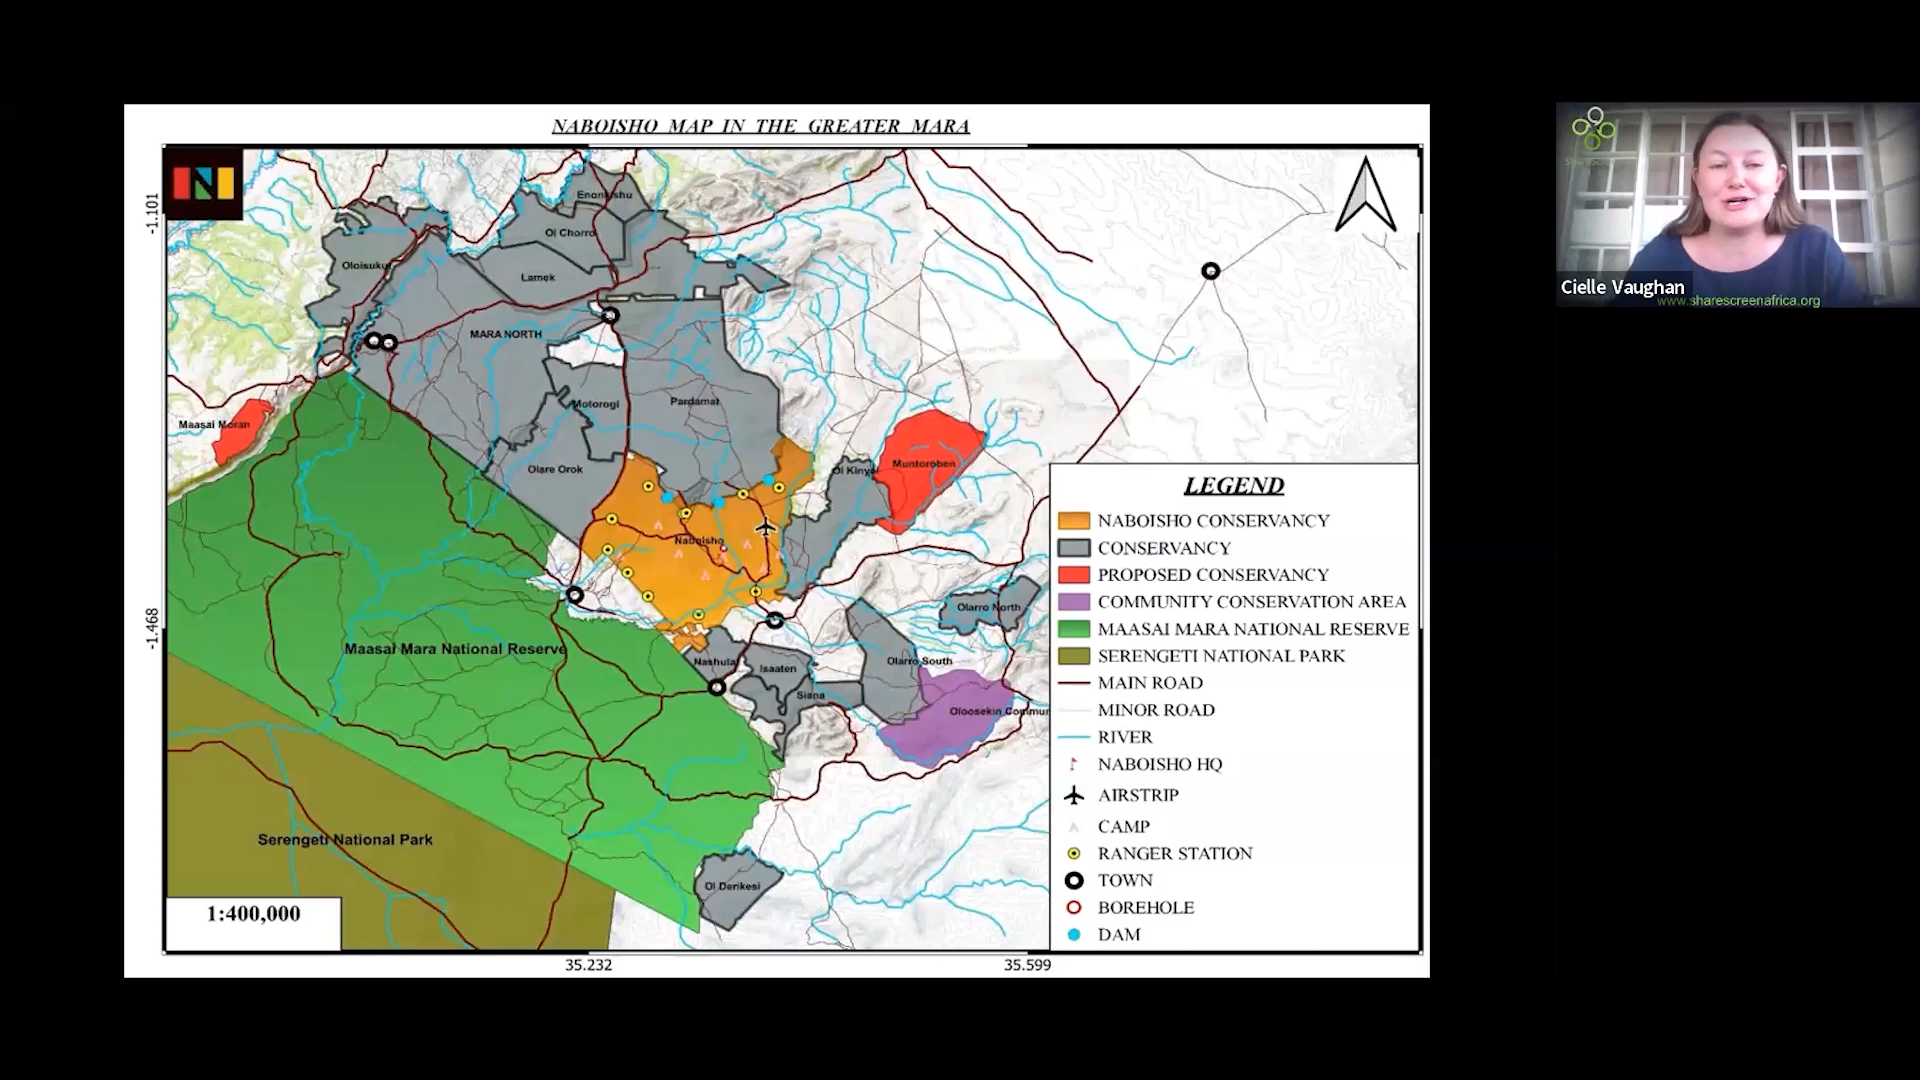 NABOISHO MAP IN THE GREATER MARA
-1.101
-1.468
35.232
35.599
N
Enonkishu
Ol Chorro
Oloisukut
Lamek
MARA NORTH
Motorogi
Pardamat
Maasai Moran
Olare Orok
Ol Kinyei
Muntoroben
Naboisho
Olarro North
Maasai Mara National Reserve
Nashulai
Isaaten
Olarro South
Siana
Oloosekin Commun
Serengeti National Park
Ol Derikesi
1:400,000
LEGEND
NABOISHO CONSERVANCY
CONSERVANCY
PROPOSED CONSERVANCY
COMMUNITY CONSERVATION AREA
MAASAI MARA NATIONAL RESERVE
SERENGETI NATIONAL PARK
MAIN ROAD
MINOR ROAD
RIVER
NABOISHO HQ
AIRSTRIP
CAMP
RANGER STATION
TOWN
BOREHOLE
DAM
Cielle Vaughan
www.sharescreenafrica.org